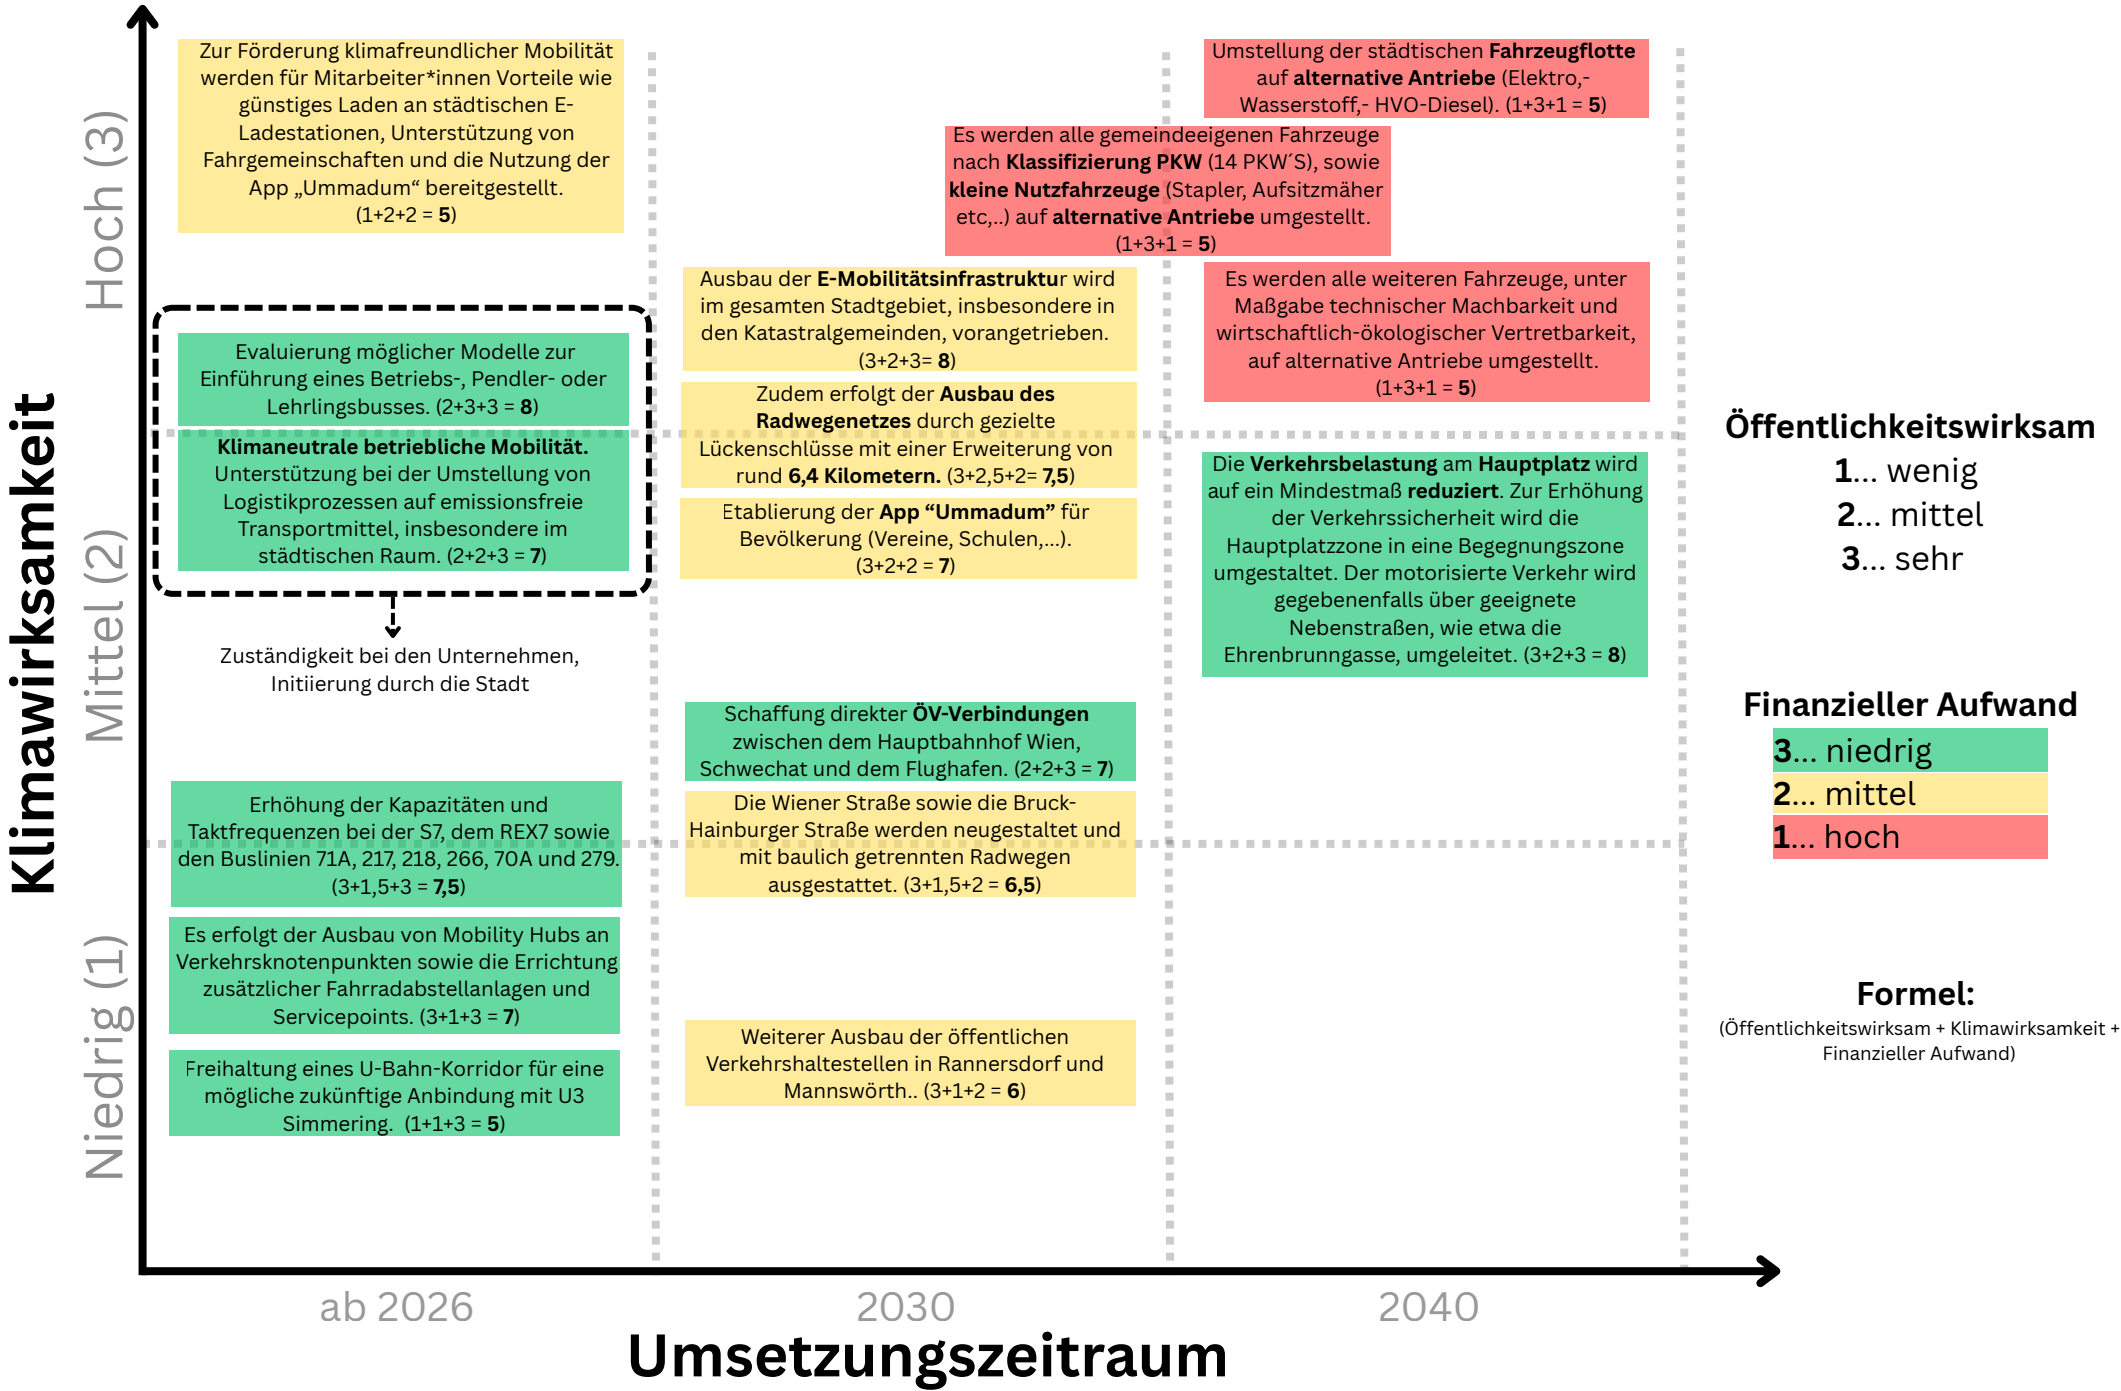 Klimawirksamkeit
Hoch (3)
Mittel (2)
Niedrig (1)
Zur Förderung klimafreundlicher Mobilität
werden für Mitarbeiter*innen Vorteile wie
günstiges Laden an städtischen E-
Ladestationen, Unterstützung von
Fahrgemeinschaften und die Nutzung der
App „Ummadum“ bereitgestellt.
(1+2+2 = 5)
Evaluierung möglicher Modelle zur
Einführung eines Betriebs-, Pendler- oder
Lehrlingsbusses. (2+3+3 = 8)
Klimaneutrale betriebliche Mobilität.
Unterstützung bei der Umstellung von
Logistikprozessen auf emissionsfreie
Transportmittel, insbesondere im
städtischen Raum. (2+2+3 = 7)
Zuständigkeit bei den Unternehmen,
Initiierung durch die Stadt
Erhöhung der Kapazitäten und
Taktfrequenzen bei der S7, dem REX7 sowie
den Buslinien 71A, 217, 218, 266, 70A und 279.
(3+1,5+3 = 7,5)
Es erfolgt der Ausbau von Mobility Hubs an
Verkehrsknotenpunkten sowie die Errichtung
zusätzlicher Fahrradabstellanlagen und
Servicepoints. (3+1+3 = 7)
Freihaltung eines U-Bahn-Korridor für eine
mögliche zukünftige Anbindung mit U3
Simmering. (1+1+3 = 5)
Ausbau der E-Mobilitätsinfrastruktur wird
im gesamten Stadtgebiet, insbesondere in
den Katastralgemeinden, vorangetrieben.
(3+2+3= 8)
Zudem erfolgt der Ausbau des
Radwegenetzes durch gezielte
Lückenschlüsse mit einer Erweiterung von
rund 6,4 Kilometern. (3+2,5+2= 7,5)
Etablierung der App “Ummadum” für
Bevölkerung (Vereine, Schulen,...).
(3+2+2 = 7)
Schaffung direkter ÖV-Verbindungen
zwischen dem Hauptbahnhof Wien,
Schwechat und dem Flughafen. (2+2+3 = 7)
Die Wiener Straße sowie die Bruck-
Hainburger Straße werden neugestaltet und
mit baulich getrennten Radwegen
ausgestattet. (3+1,5+2 = 6,5)
Weiterer Ausbau der öffentlichen
Verkehrshaltestellen in Rannersdorf und
Mannswörth.. (3+1+2 = 6)
Umstellung der städtischen Fahrzeugflotte
auf alternative Antriebe (Elektro,-
Wasserstoff,- HVO-Diesel). (1+3+1 = 5)
Es werden alle gemeindeeigenen Fahrzeuge
nach Klassifizierung PKW (14 PKW´S), sowie
kleine Nutzfahrzeuge (Stapler, Aufsitzmäher
etc,..) auf alternative Antriebe umgestellt.
(1+3+1 = 5)
Es werden alle weiteren Fahrzeuge, unter
Maßgabe technischer Machbarkeit und
wirtschaftlich-ökologischer Vertretbarkeit,
auf alternative Antriebe umgestellt.
(1+3+1 = 5)
Die Verkehrsbelastung am Hauptplatz wird
auf ein Mindestmaß reduziert. Zur Erhöhung
der Verkehrssicherheit wird die
Hauptplatzzone in eine Begegnungszone
umgestaltet. Der motorisierte Verkehr wird
gegebenenfalls über geeignete
Nebenstraßen, wie etwa die
Ehrenbrunngasse, umgeleitet. (3+2+3 = 8)
Öffentlichkeitswirksam
1... wenig
2... mittel
3... sehr
Finanzieller Aufwand
3... niedrig
2... mittel
1... hoch
Formel:
(Öffentlichkeitswirksam + Klimawirksamkeit +
Finanzieller Aufwand)
ab 2026
2030
2040
Umsetzungszeitraum